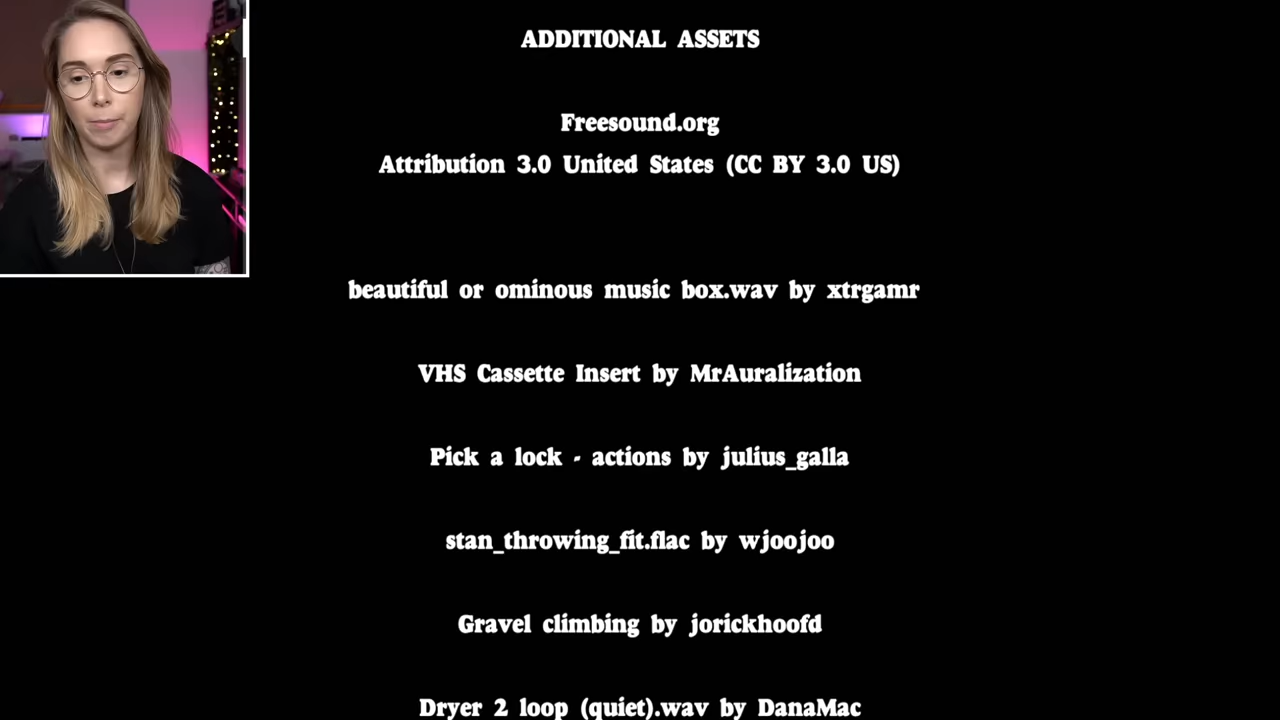 ADDITIONAL ASSETS
Freesound.org
Attribution 3.0 United States (CC BY 3.0 US)
beautiful or ominous music box.wav by xtrgamr
VHS Cassette Insert by MrAuralization
Pick a lock - actions by julius_galla
stan_throwing_fit.flac by wjoojoo
Gravel climbing by jorickhoofd
Dryer 2 loop (quiet).wav by DanaMac